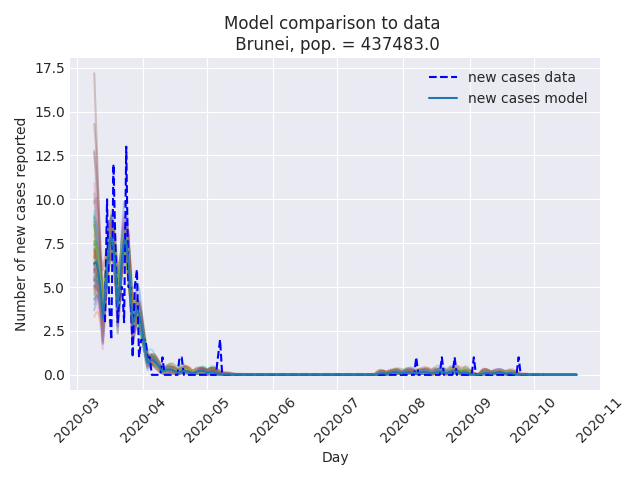 Model comparison to data
Brunei, pop. = 437483.0
new cases data
new cases model
Number of new cases reported
17.5
15.0
12.5
10.0
7.5
5.0
2.5
0.0
2020-03
2020-04
2020-05
2020-06
2020-07
2020-08
2020-09
2020-10
2020-11
Day